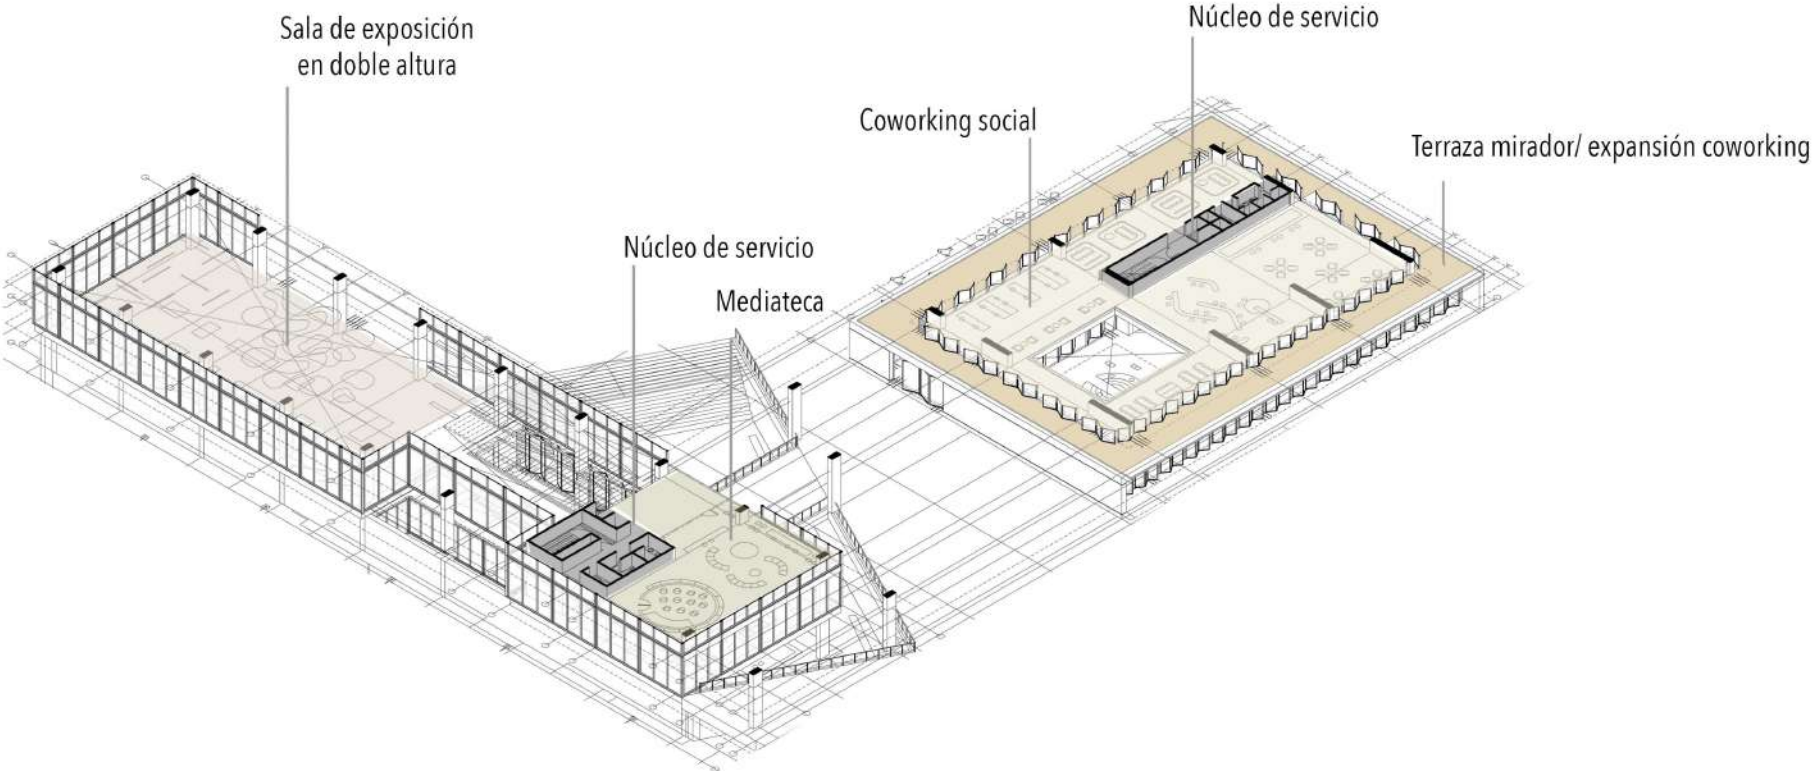 Sala de exposición
en doble altura
Núcleo de servicio
Coworking social
Terraza mirador/ expansión coworking
Núcleo de servicio
Mediateca